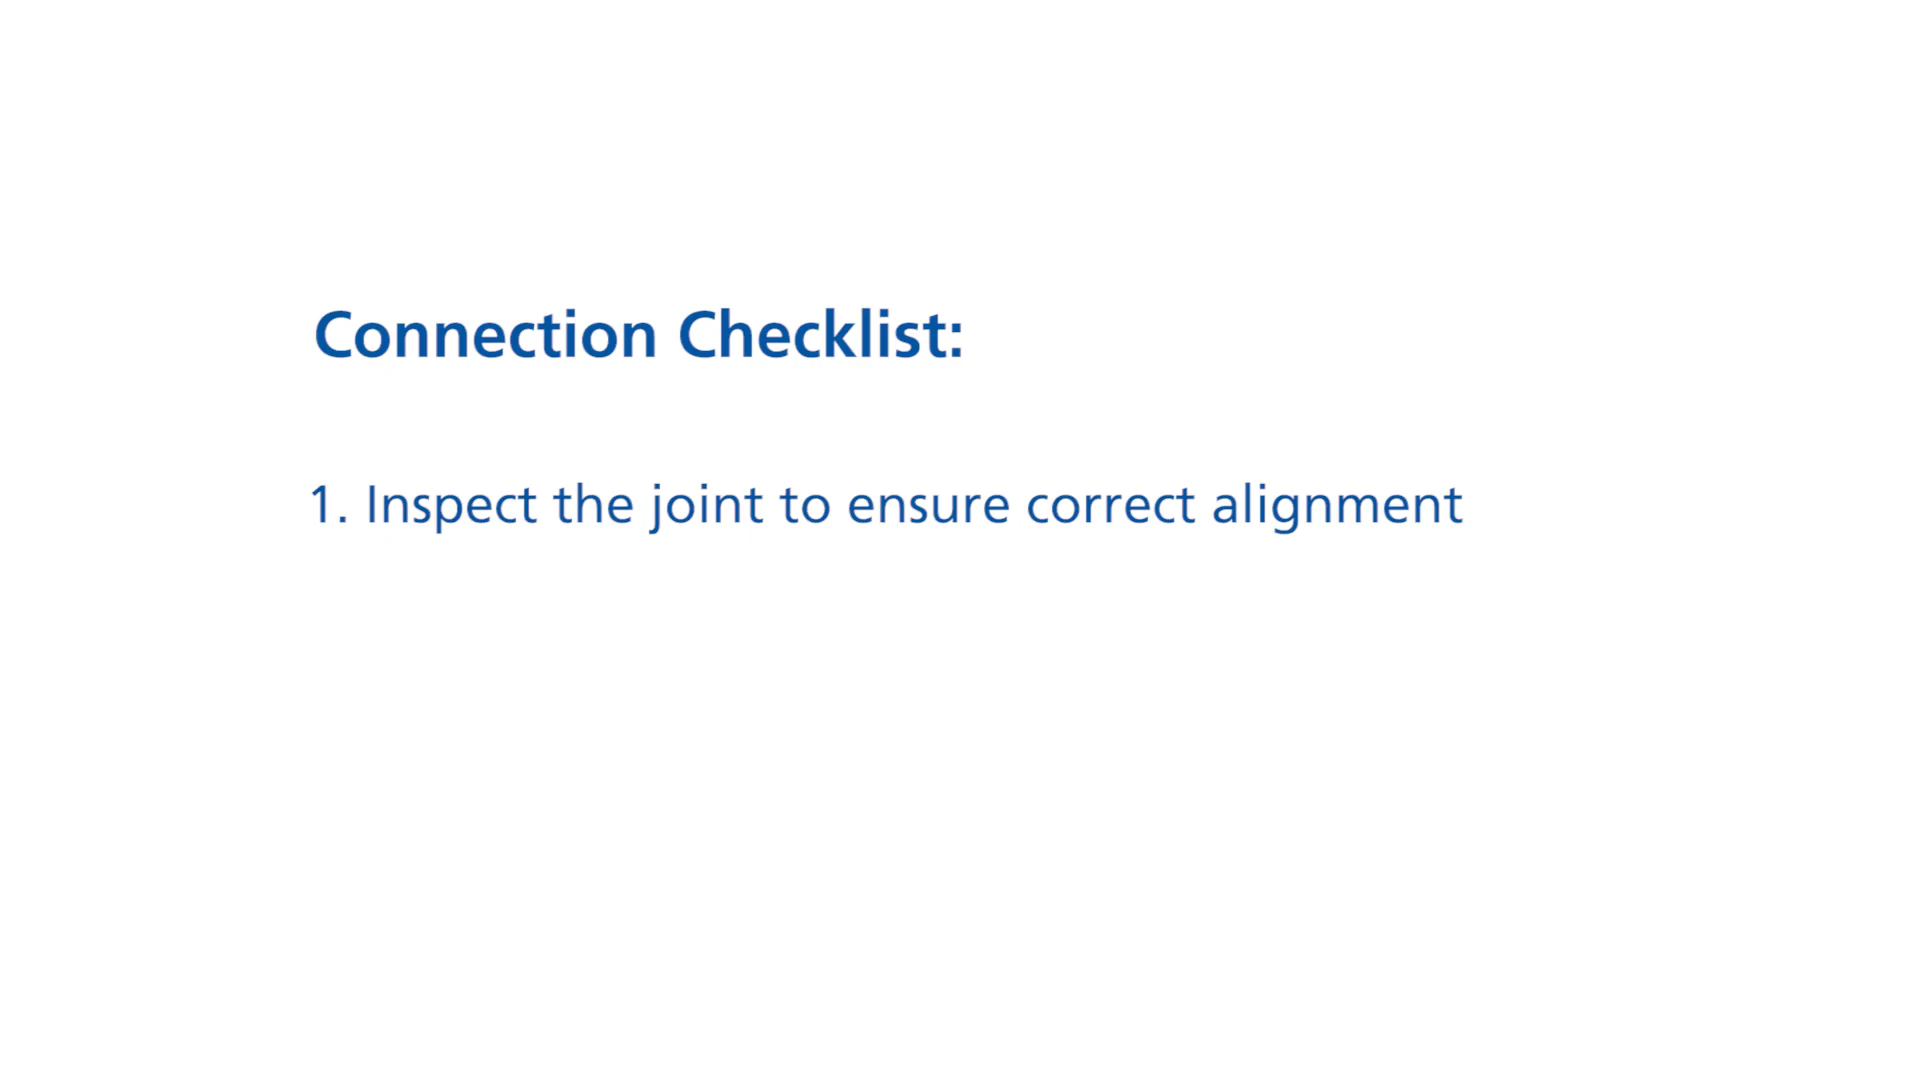 Connection Checklist:
1. Inspect the joint to ensure correct alignment